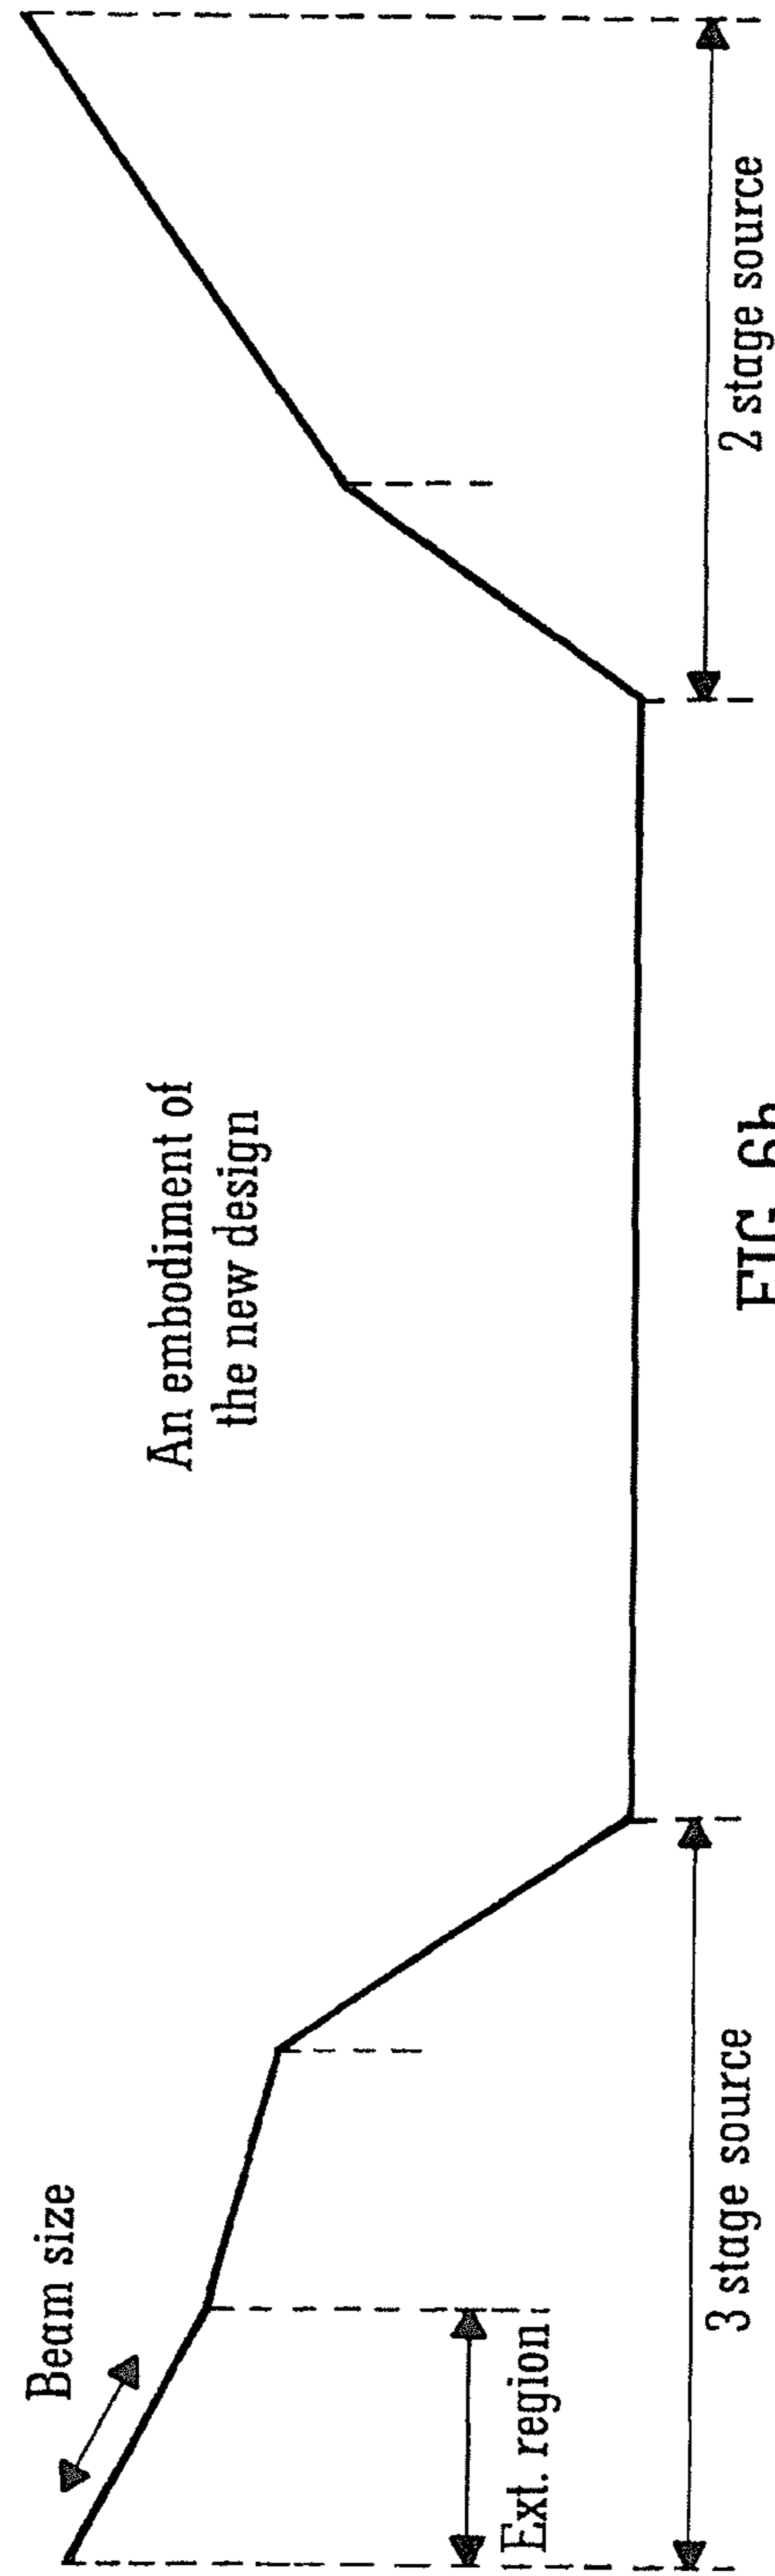 Beam size
Ext. region
3 stage source
An embodiment of
the new design
2 stage source
FIG. 6b